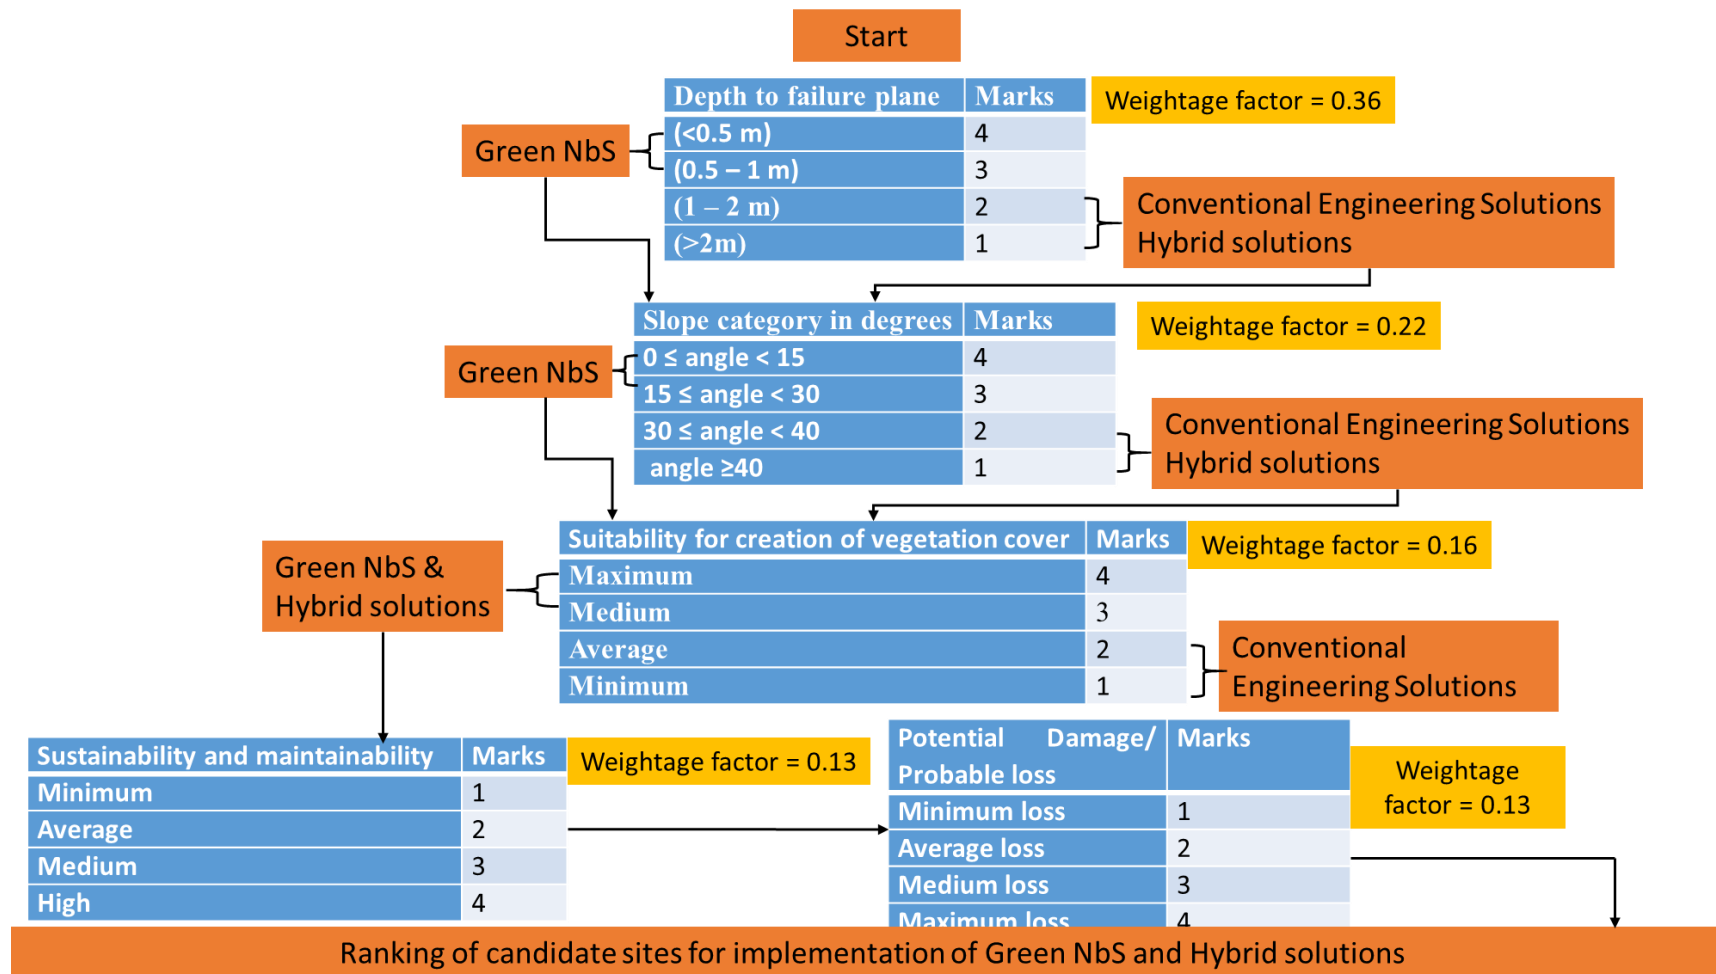 Start
Depth to failure plane Marks
Weightage factor = 0.36
(<0.5 m) 4
(0.5 – 1 m) 3
(1 – 2 m) 2
(>2m) 1
Green NbS
Conventional Engineering Solutions
Hybrid solutions
Slope category in degrees Marks
Weightage factor = 0.22
0 ≤ angle < 15 4
15 ≤ angle < 30 3
30 ≤ angle < 40 2
angle ≥40 1
Green NbS
Conventional Engineering Solutions
Hybrid solutions
Suitability for creation of vegetation cover Marks
Weightage factor = 0.16
Maximum 4
Medium 3
Average 2
Minimum 1
Green NbS &
Hybrid solutions
Conventional
Engineering Solutions
Sustainability and maintainability Marks
Weightage factor = 0.13
Minimum 1
Average 2
Medium 3
High 4
Potential Damage/ Marks
Probable loss
Weightage
factor = 0.13
Minimum loss 1
Average loss 2
Medium loss 3
Maximum loss 4
Ranking of candidate sites for implementation of Green NbS and Hybrid solutions